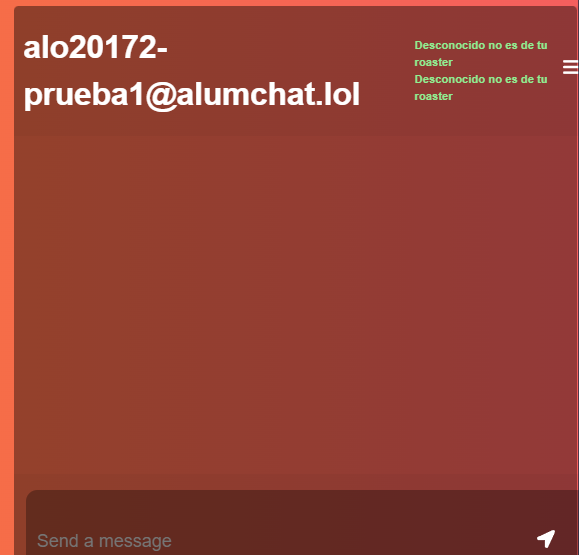 alo20172-
prueba1@alumchat.lol
Desconocido no es de tu
roaster
Desconocido no es de tu
roaster
Send a message